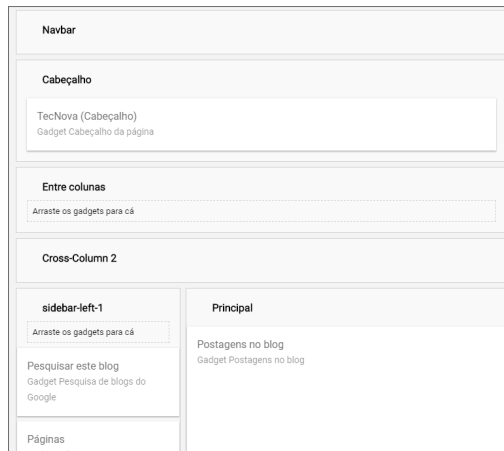 Navbar
Cabeçalho
TecNova (Cabeçalho)
Gadget Cabeçalho da página
Entre colunas
Arraste os gadgets para cá
Cross-Column 2
sidebar-left-1
Arraste os gadgets para cá
Pesquisar este blog
Gadget Pesquisa de blogs do
Google
Páginas
Principal
Postagens no blog
Gadget Postagens no blog